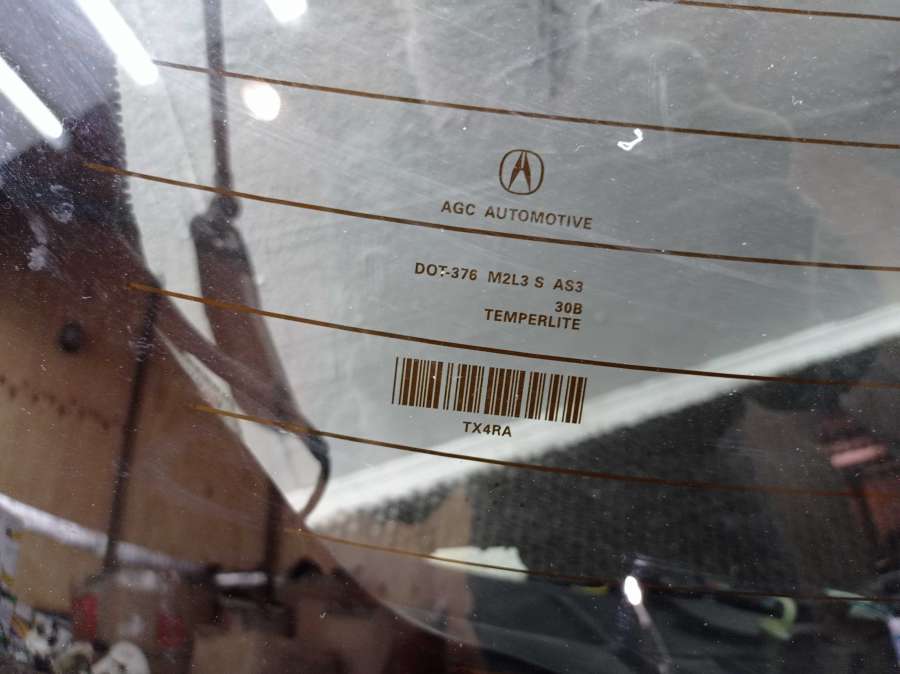 AGC AUTOMOTIVE
DOT-376 M2L3 S AS3
30B
TEMPERLITE
TX4RA